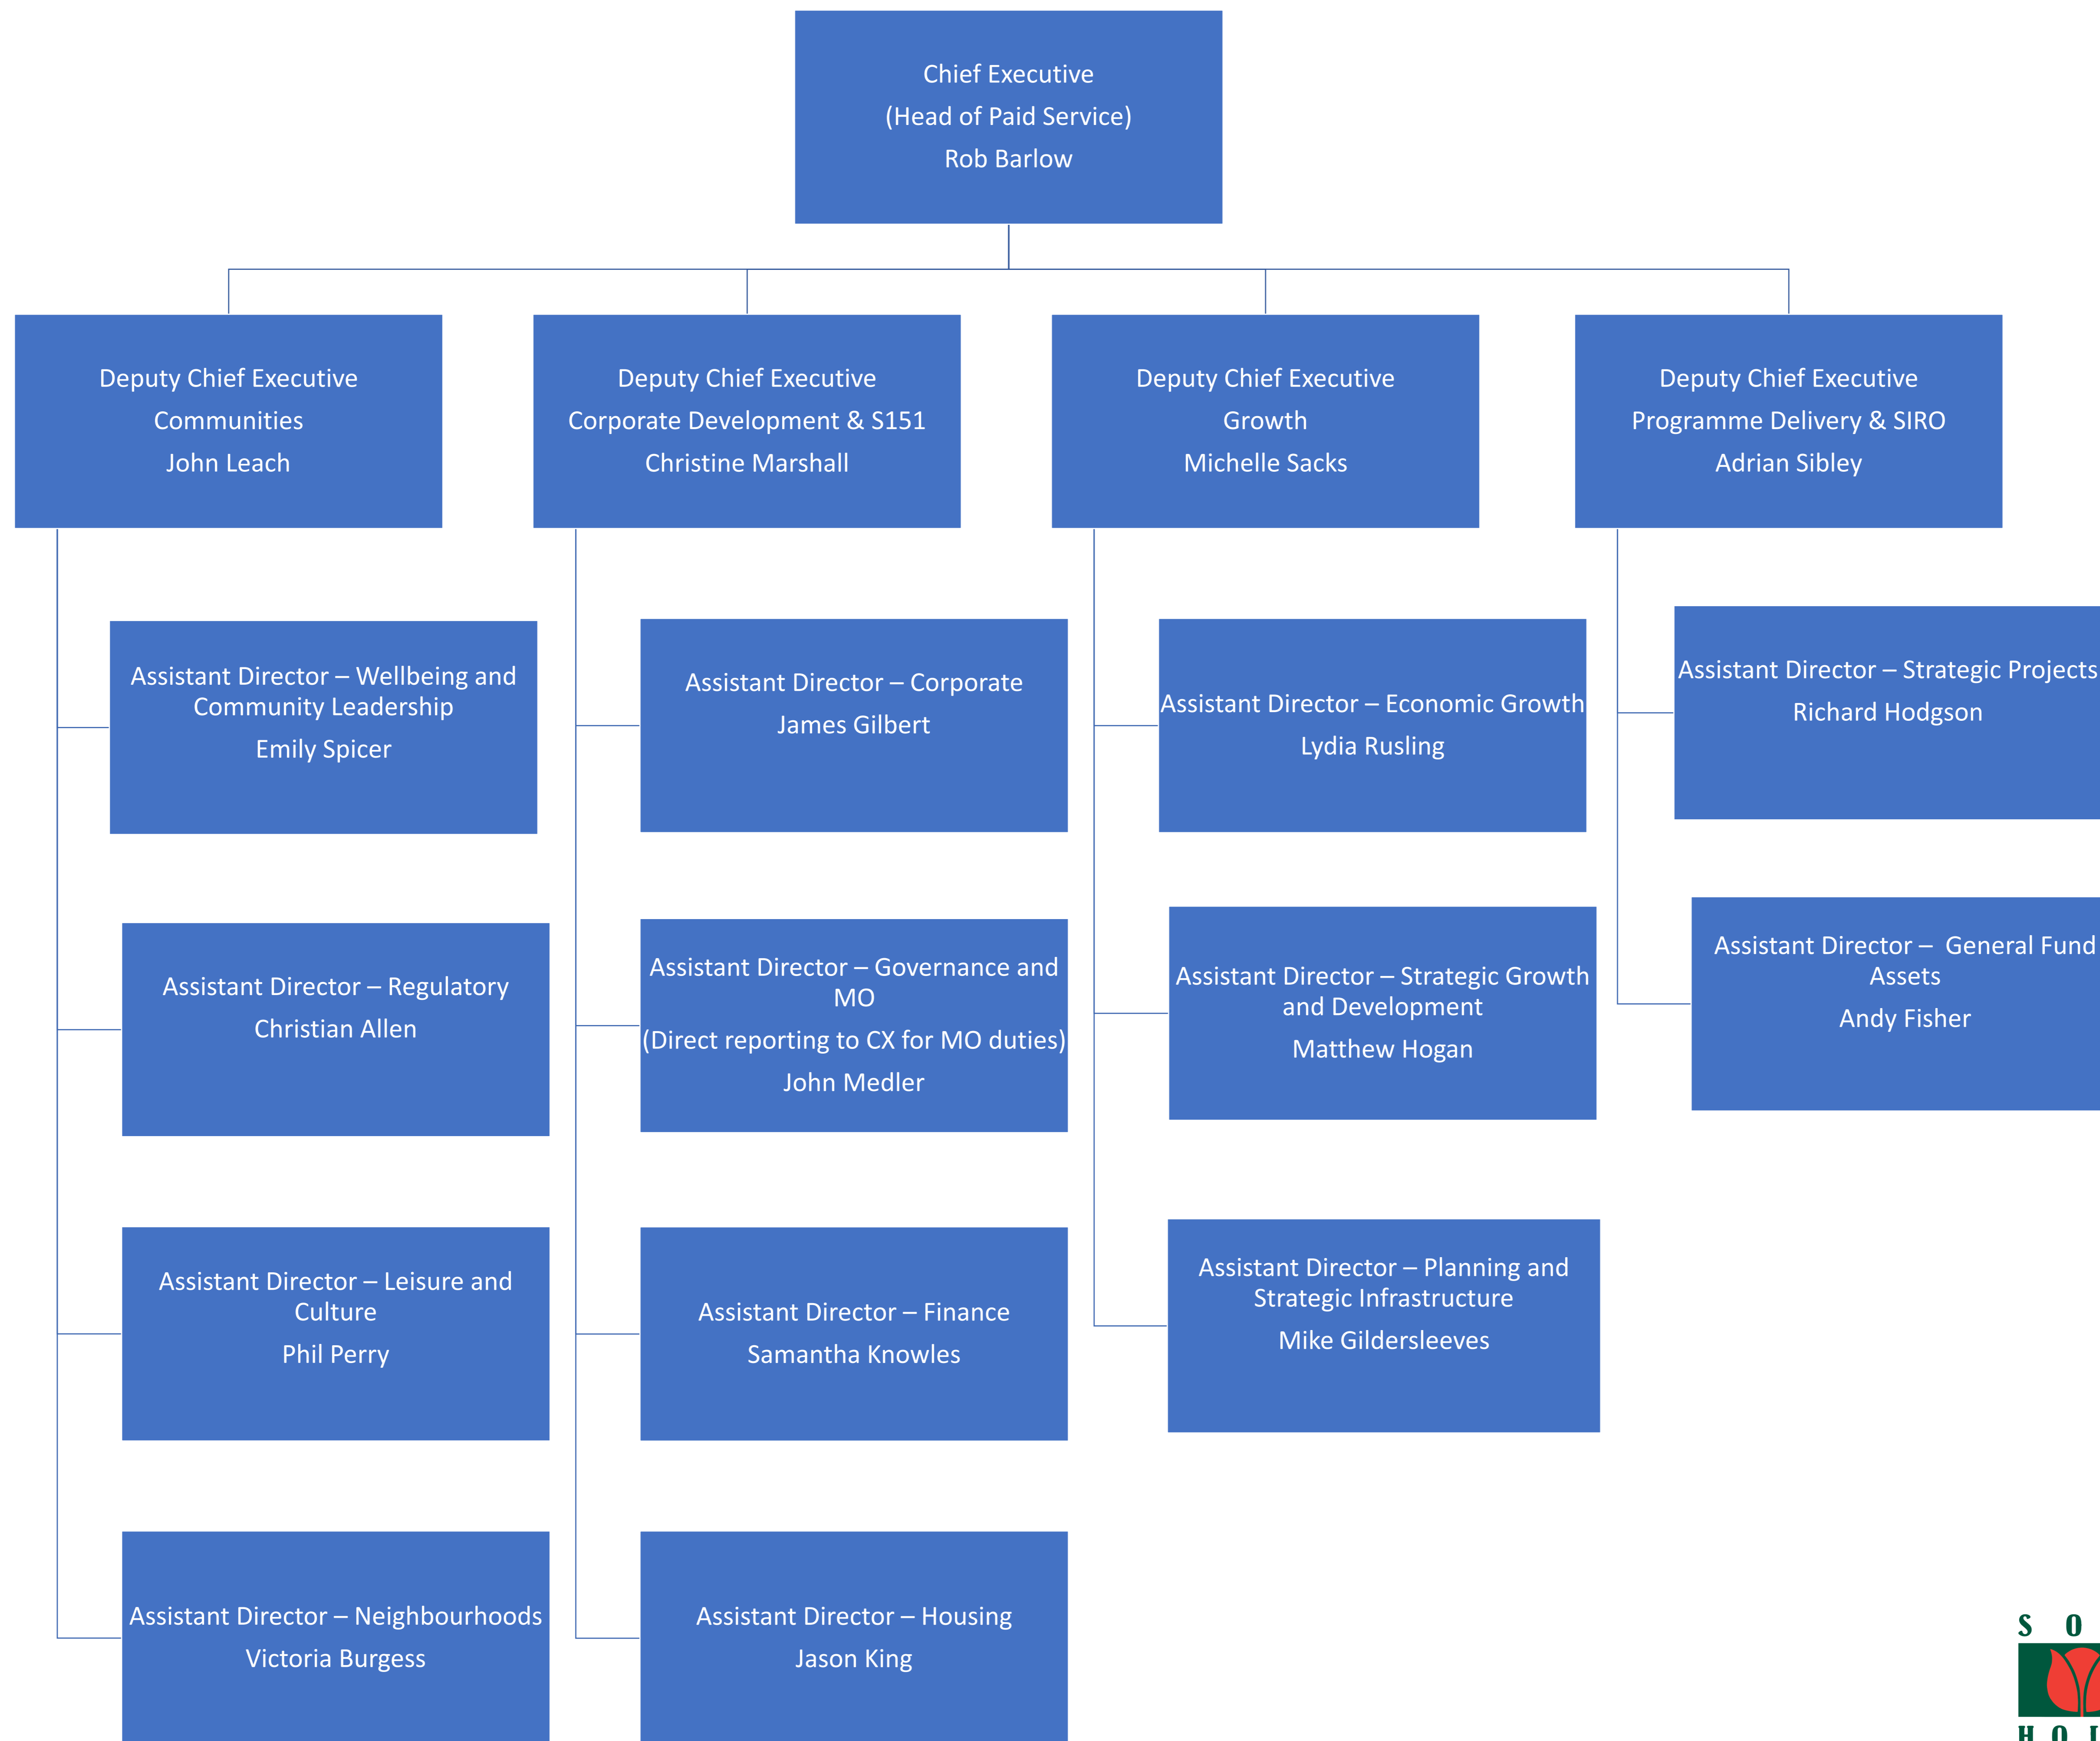 Chief Executive
(Head of Paid Service)
Rob Barlow
Deputy Chief Executive
Communities
John Leach
Deputy Chief Executive
Corporate Development & S151
Christine Marshall
Deputy Chief Executive
Growth
Michelle Sacks
Deputy Chief Executive
Programme Delivery & SIRO
Adrian Sibley
Assistant Director – Wellbeing and
Community Leadership
Emily Spicer
Assistant Director – Corporate
James Gilbert
Assistant Director – Economic Growth
Lydia Rusling
Assistant Director – Strategic Projects
Richard Hodgson
Assistant Director – Regulatory
Christian Allen
Assistant Director – Governance and
MO
(Direct reporting to CX for MO duties)
John Medler
Assistant Director – Strategic Growth
and Development
Matthew Hogan
Assistant Director – General Fund
Assets
Andy Fisher
Assistant Director – Leisure and
Culture
Phil Perry
Assistant Director – Finance
Samantha Knowles
Assistant Director – Planning and
Strategic Infrastructure
Mike Gildersleeves
Assistant Director – Neighbourhoods
Victoria Burgess
Assistant Director – Housing
Jason King